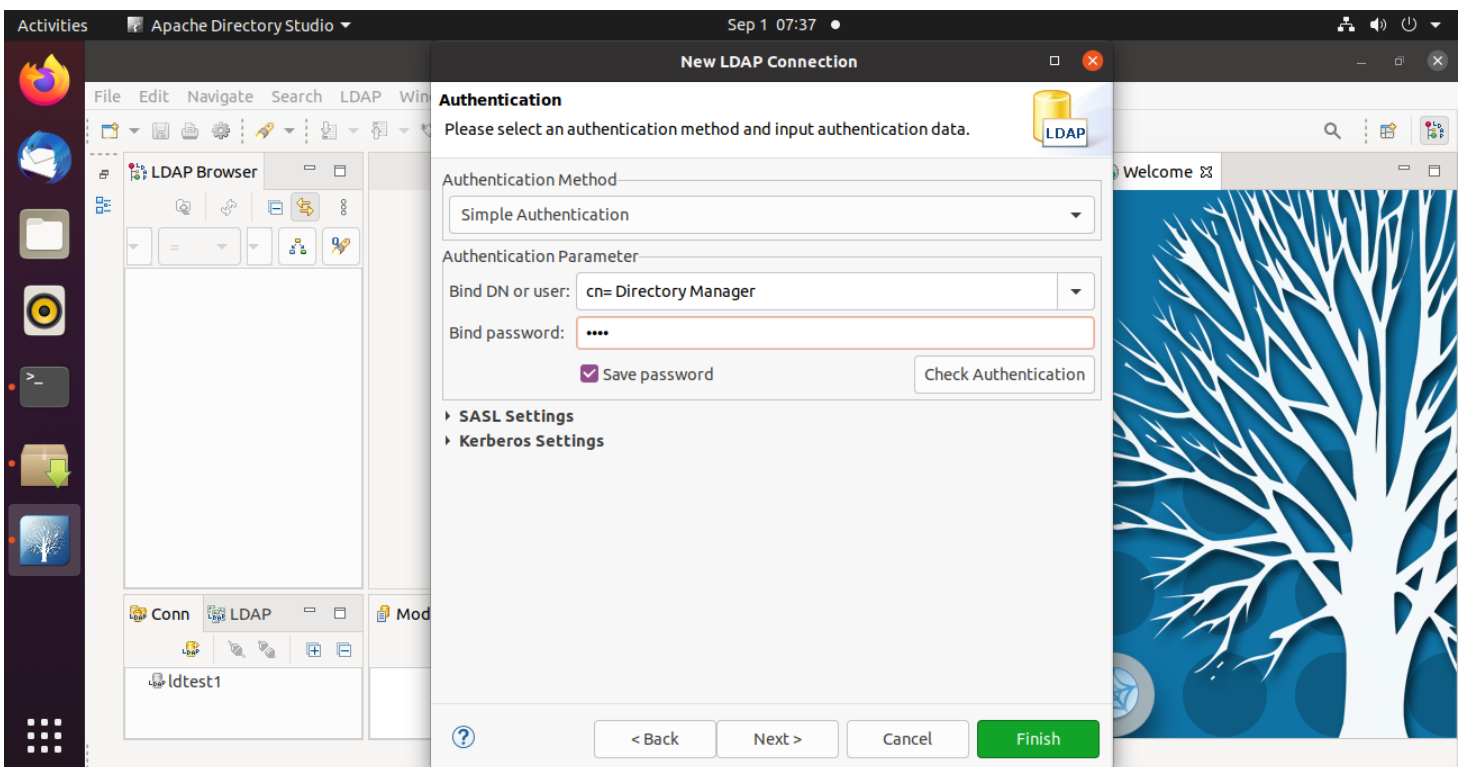 Activities Apache Directory Studio Sep 1 07:37
New LDAP Connection
File Edit Navigate Search LDAP Win
Authentication
Please select an authentication method and input authentication data.
LDAP
LDAP Browser
Welcome
Authentication Method
Simple Authentication
=
Authentication Parameter
Bind DN or user: cn= Directory Manager
Bind password: ••••
Save password Check Authentication
SASL Settings
Kerberos Settings
Conn LDAP Mod
ldtest1
< Back Next > Cancel Finish